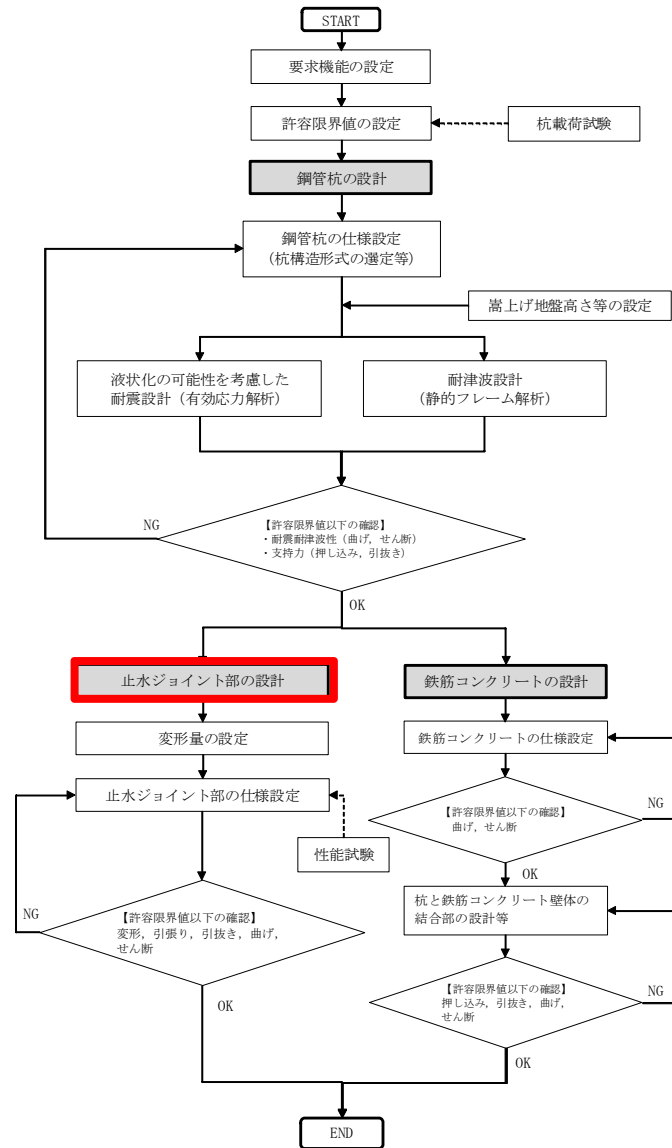 START
要求機能の設定
許容限界値の設定
杭載荷試験
鋼管杭の設計
鋼管杭の仕様設定
（杭構造形式の選定等）
嵩上げ地盤高さ等の設定
液状化の可能性を考慮した
耐震設計（有効応力解析）
耐津波設計
（静的フレーム解析）
NG
【許容限界値以下の確認】
・耐震耐津波性（曲げ，せん断）
・支持力（押し込み，引抜き）
OK
止水ジョイント部の設計
変形量の設定
止水ジョイント部の仕様設定
性能試験
NG
【許容限界値以下の確認】
変形，引張り，引抜き，曲げ，
せん断
OK
鉄筋コンクリートの設計
鉄筋コンクリートの仕様設定
【許容限界値以下の確認】
曲げ，せん断
NG
OK
杭と鉄筋コンクリート壁体の
結合部の設計等
【許容限界値以下の確認】
押し込み，引抜き，曲げ，
せん断
NG
OK
END